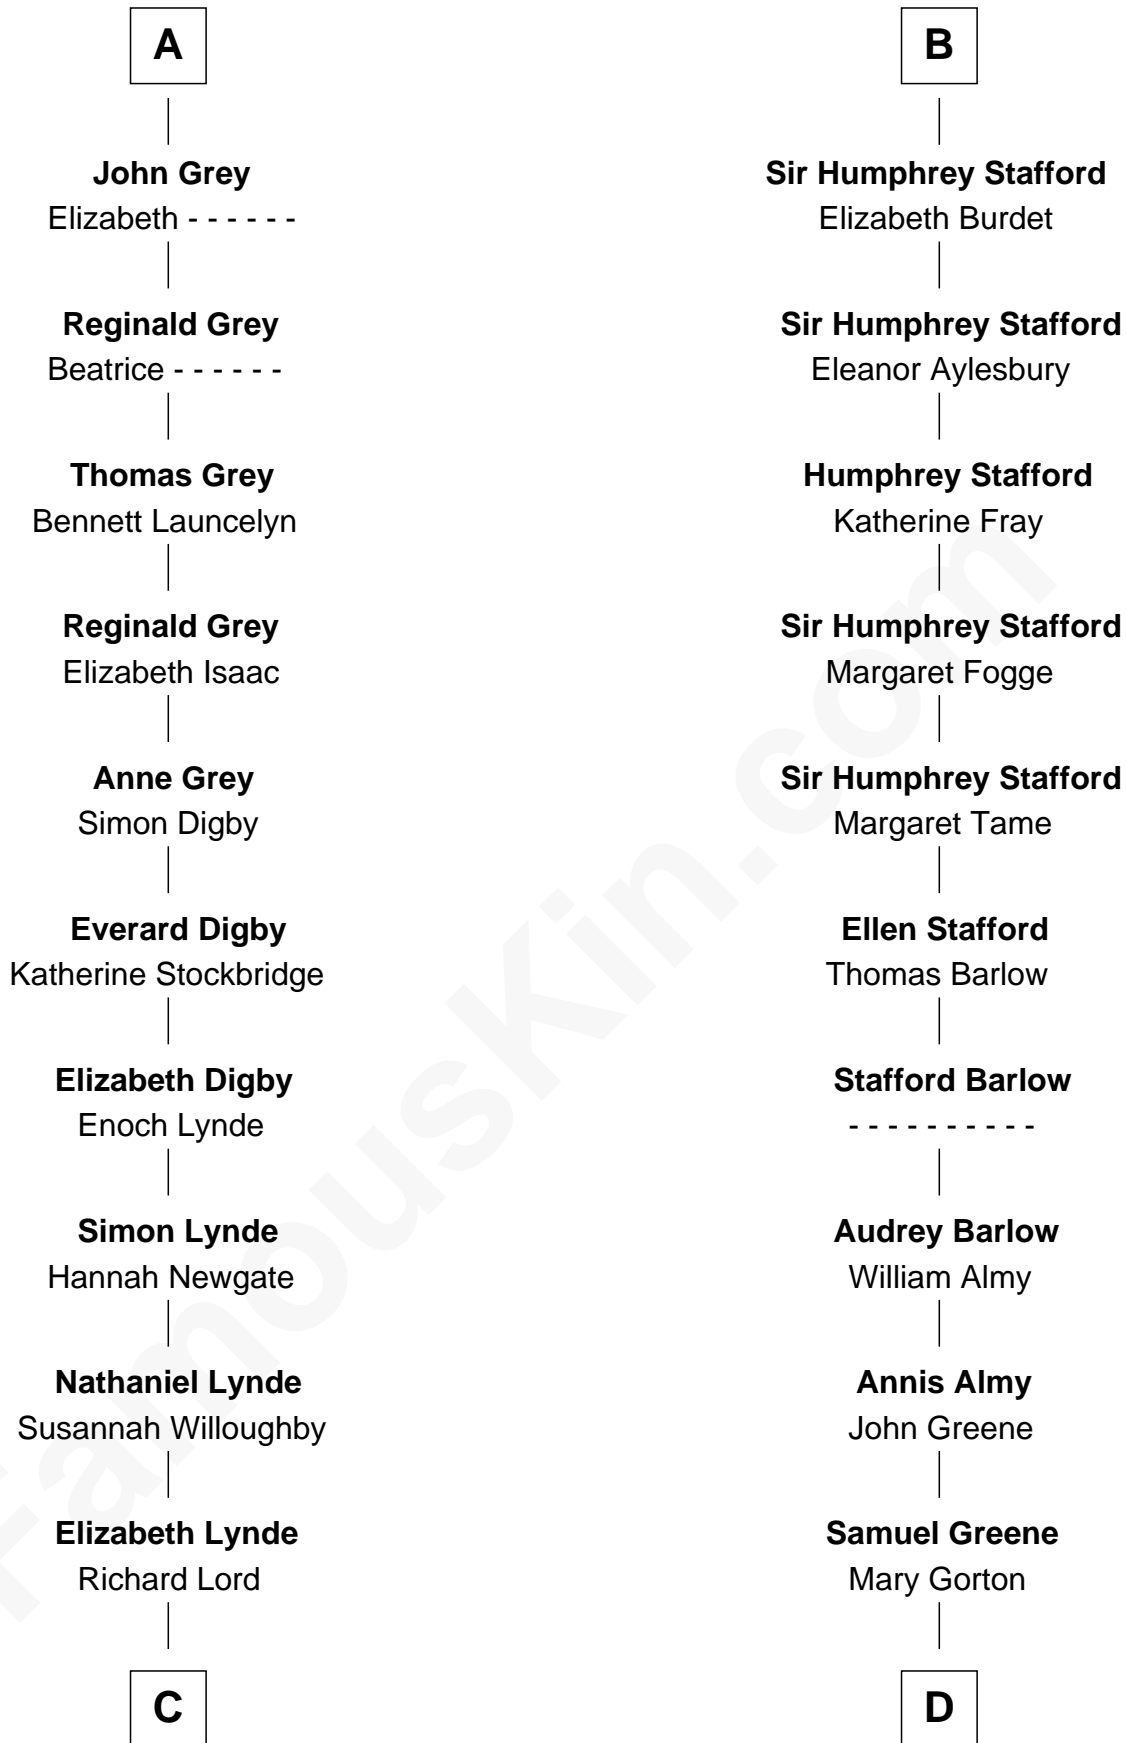 A
John Grey
Elizabeth - - - - - -
Reginald Grey
Beatrice - - - - - -
Thomas Grey
Bennett Launcelyn
Reginald Grey
Elizabeth Isaac
Anne Grey
Simon Digby
Everard Digby
Katherine Stockbridge
Elizabeth Digby
Enoch Lynde
Simon Lynde
Hannah Newgate
Nathaniel Lynde
Susannah Willoughby
Elizabeth Lynde
Richard Lord
C
B
Sir Humphrey Stafford
Elizabeth Burdet
Sir Humphrey Stafford
Eleanor Aylesbury
Humphrey Stafford
Katherine Fray
Sir Humphrey Stafford
Margaret Fogge
Sir Humphrey Stafford
Margaret Tame
Ellen Stafford
Thomas Barlow
Stafford Barlow
- - - - - - - - - -
Audrey Barlow
William Almy
Annis Almy
John Greene
Samuel Greene
Mary Gorton
D
FamousKin.com